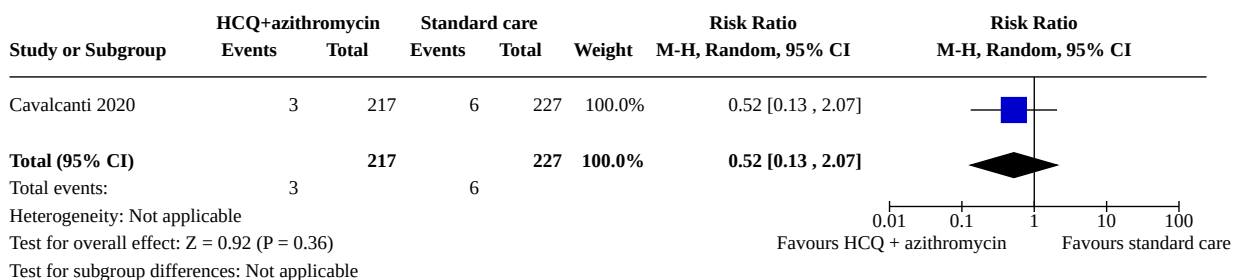 HCQ+azithromycin Standard care Risk Ratio Risk Ratio
Study or Subgroup Events Total Events Total Weight M-H, Random, 95% CI M-H, Random, 95% CI
Cavalcanti 2020 3 217 6 227 100.0% 0.52 [0.13 , 2.07]
Total (95% CI) 217 227 100.0% 0.52 [0.13 , 2.07]
Total events: 3 6
Heterogeneity: Not applicable
0.01 0.1 1 10 100
Test for overall effect: Z = 0.92 (P = 0.36) Favours HCQ + azithromycin Favours standard care
Test for subgroup differences: Not applicable